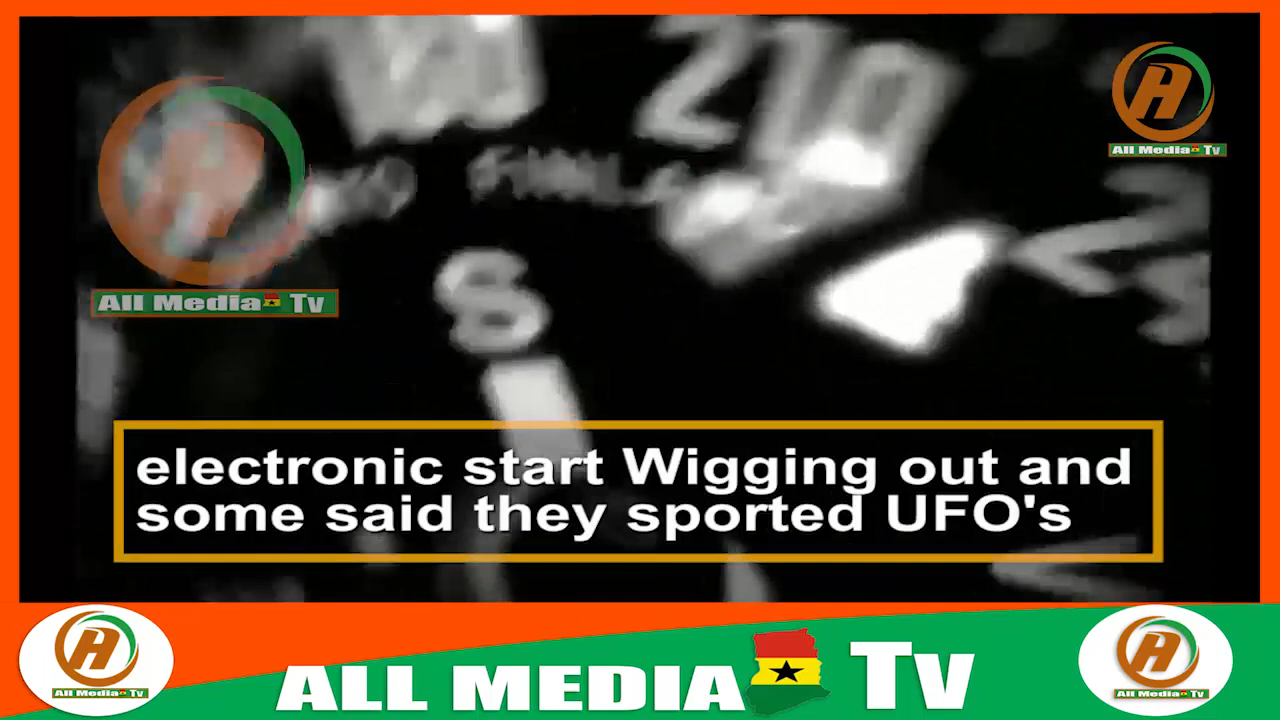 210
All Media Tv
All Media Tv
8
electronic start Wigging out and
some said they sported UFO's
All Media Tv
ALL MEDIA TV
All Media Tv